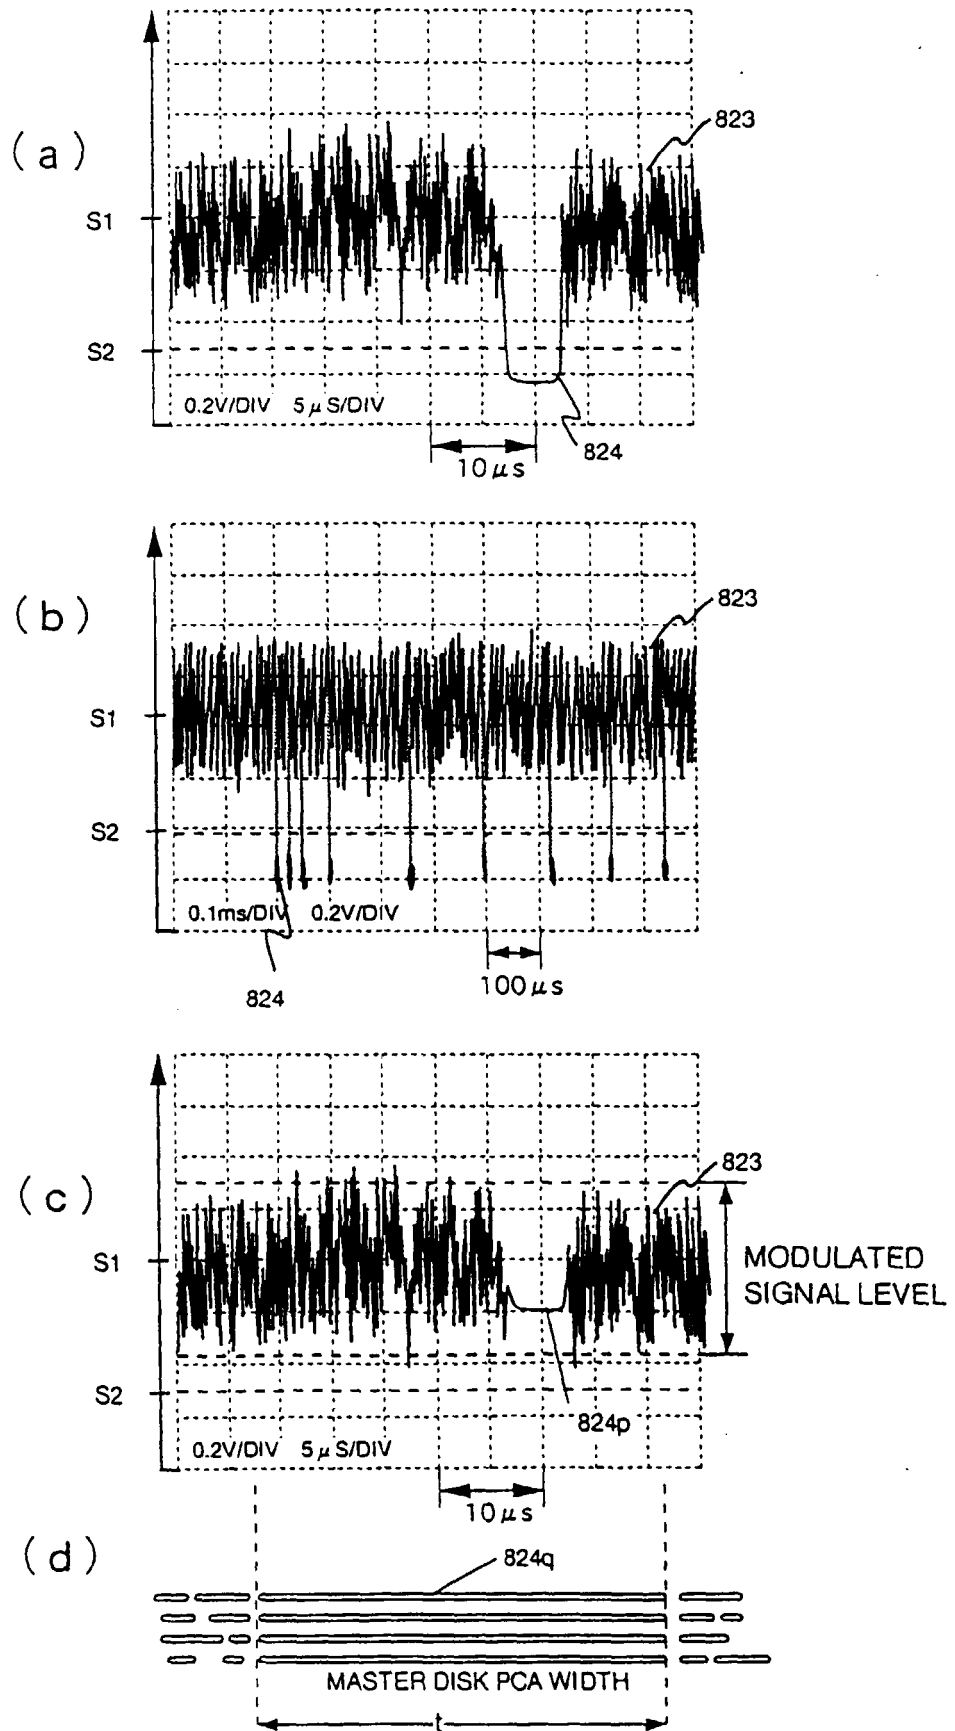 (a)
823
S1
S2
0.2V/DIV 5μS/DIV
824
10μs
(b)
823
S1
S2
0.1ms/DIV 0.2V/DIV
824
100μs
(c)
823
S1
MODULATED
SIGNAL LEVEL
S2
824p
0.2V/DIV 5μS/DIV
10μs
(d)
824q
MASTER DISK PCA WIDTH
t